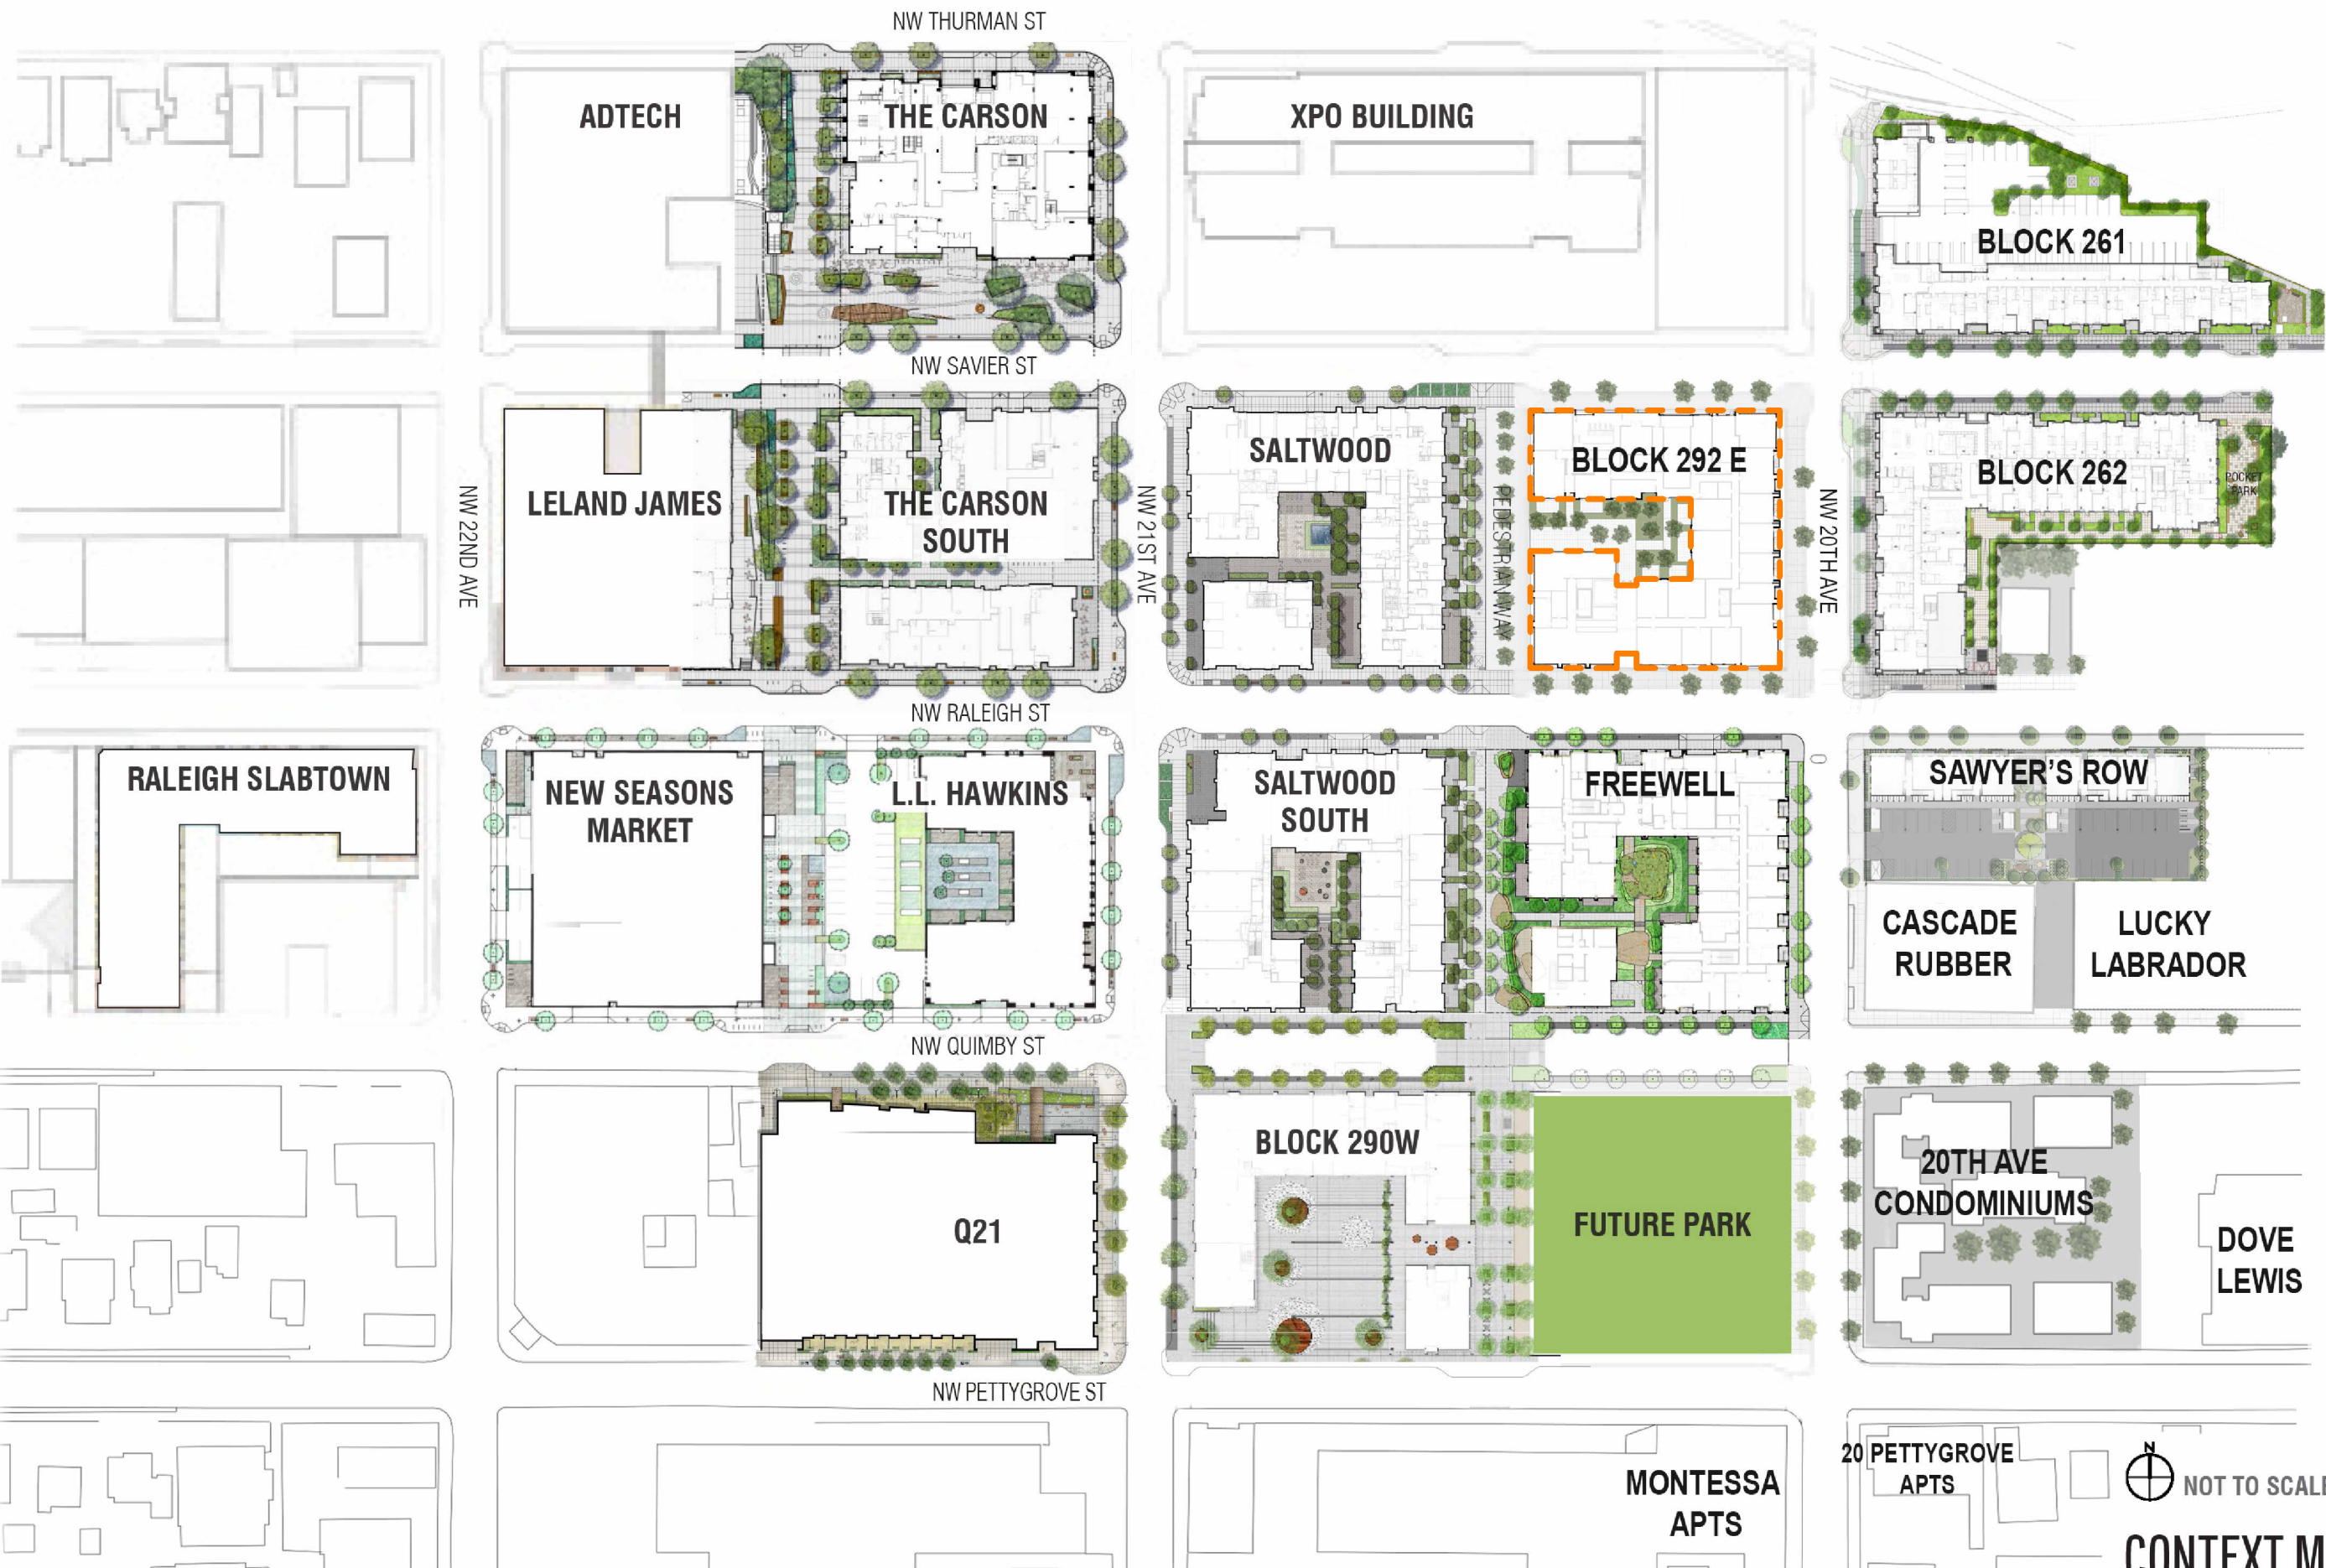 NW THURMAN ST
ADTECH
THE CARSON
XPO BUILDING
BLOCK 261
NW SAVIER ST
LELAND JAMES
THE CARSON
SOUTH
SALTWOOD
BLOCK 292 E
BLOCK 262
POCKET
PARK
NW 22ND AVE
NW 21ST AVE
PEDESTRIAN WAY
NW 20TH AVE
NW RALEIGH ST
RALEIGH SLABTOWN
NEW SEASONS
MARKET
L.L. HAWKINS
SALTWOOD
SOUTH
FREEWELL
SAWYER'S ROW
CASCADE
RUBBER
LUCKY
LABRADOR
NW QUIMBY ST
Q21
BLOCK 290W
FUTURE PARK
20TH AVE
CONDOMINIUMS
DOVE
LEWIS
NW PETTYGROVE ST
MONTESSA
APTS
20 PETTYGROVE
APTS
N
NOT TO SCALE
CONTEXT M